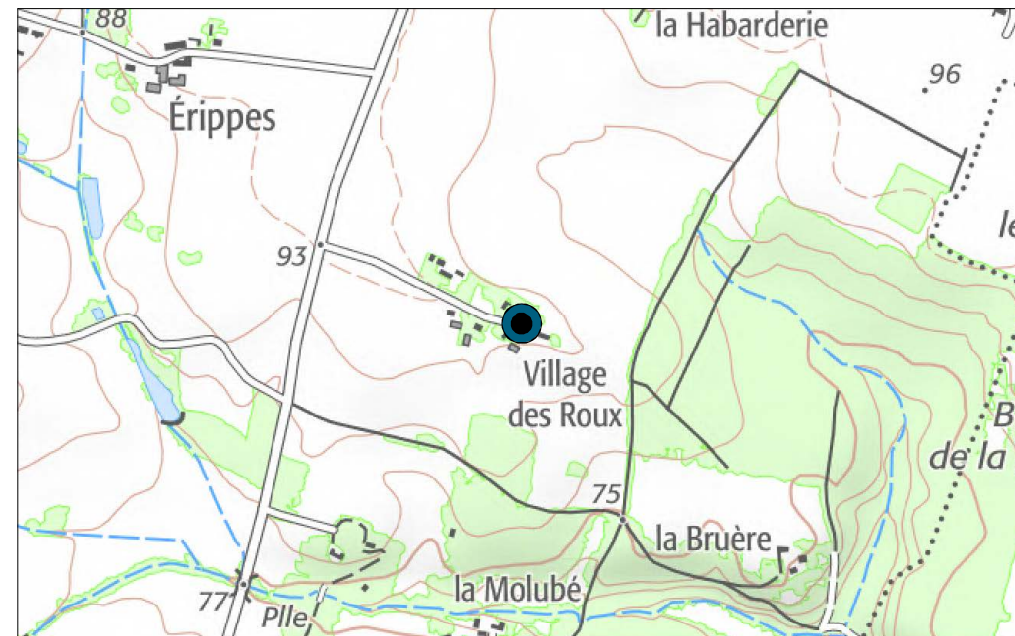 88
la Habarderie
96
Érippes
le
93
Village
des Roux
B
de la
75
la Bruère
la Molubé
77
Plle